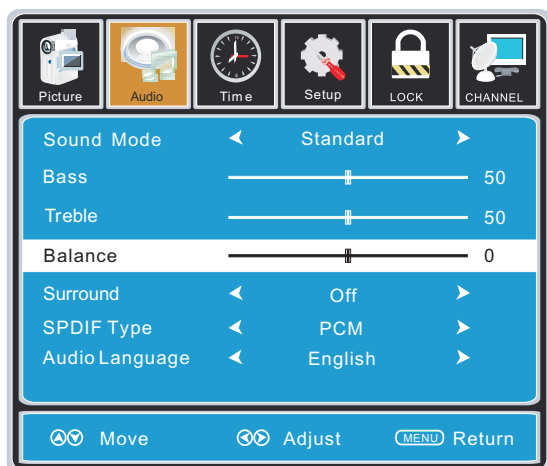 Picture Audio Time Setup LOCK CHANNEL
Sound Mode Standard
Bass 50
Treble 50
Balance 0
Surround Off
SPDIF Type PCM
Audio Language English
Move Adjust MENU Return